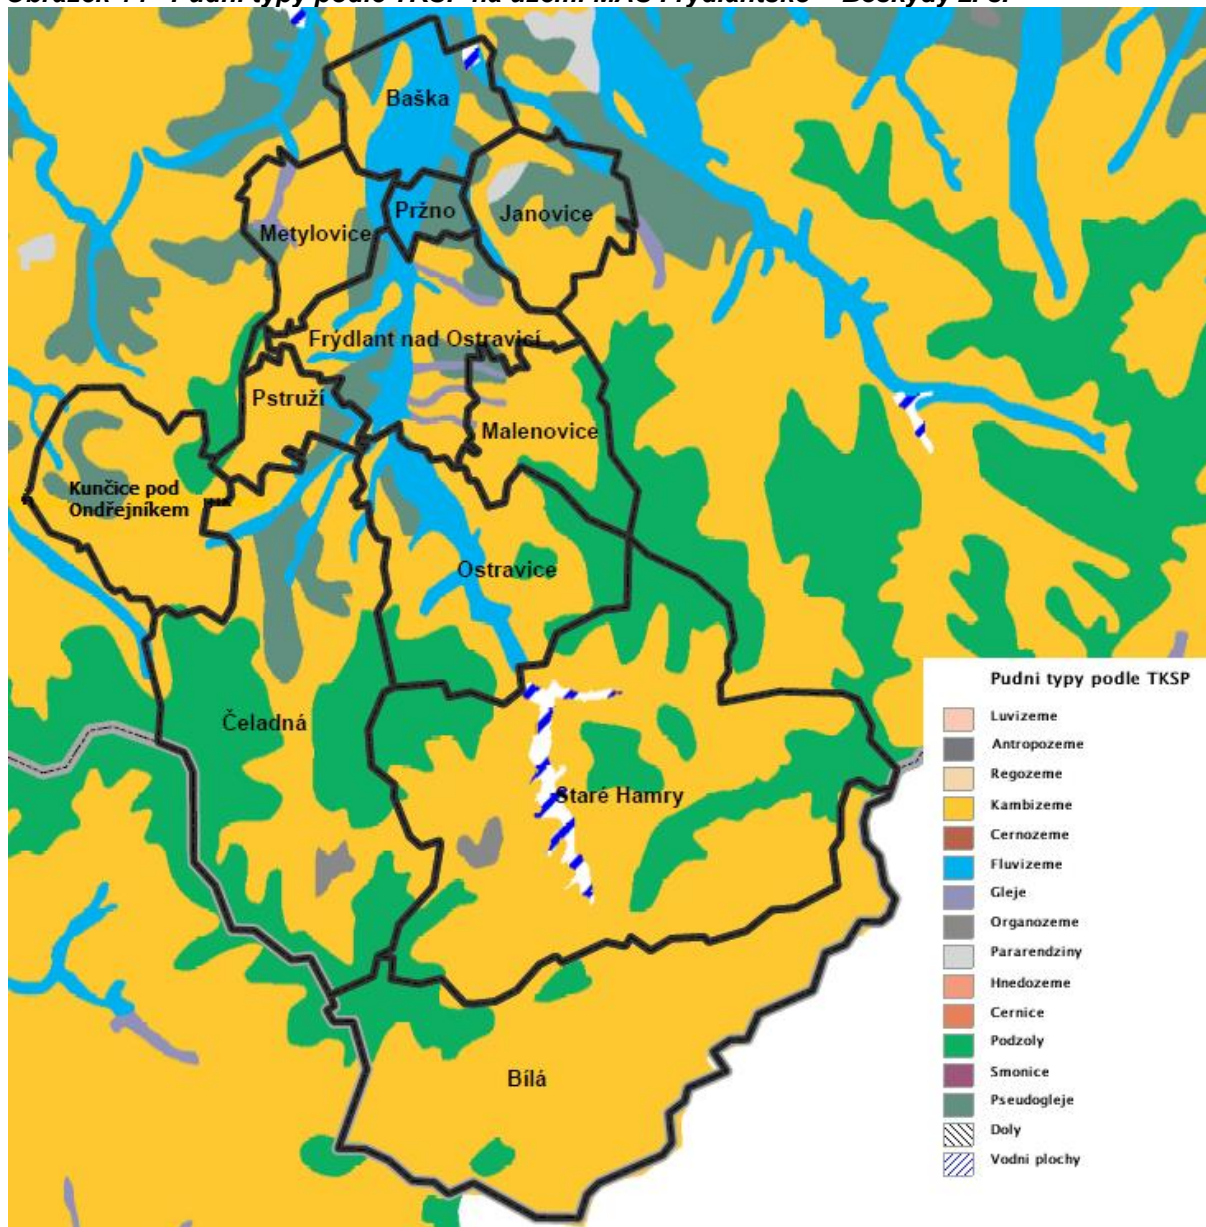 Baška
Pržno
Janovice
Metylovice
Frýdlant nad Ostravicí
Pstruží
Malenovice
Kunčice pod
Ondřejníkem
Ostravice
Čeladná
Staré Hamry
Bílá
Pudni typy podle TKSP
Luvizeme
Antropozeme
Regozeme
Kambizeme
Cernozeme
Fluvizeme
Gleje
Organozeme
Pararendziny
Hnedozeme
Cernice
Podzoly
Smonice
Pseudogleje
Doly
Vodni plochy